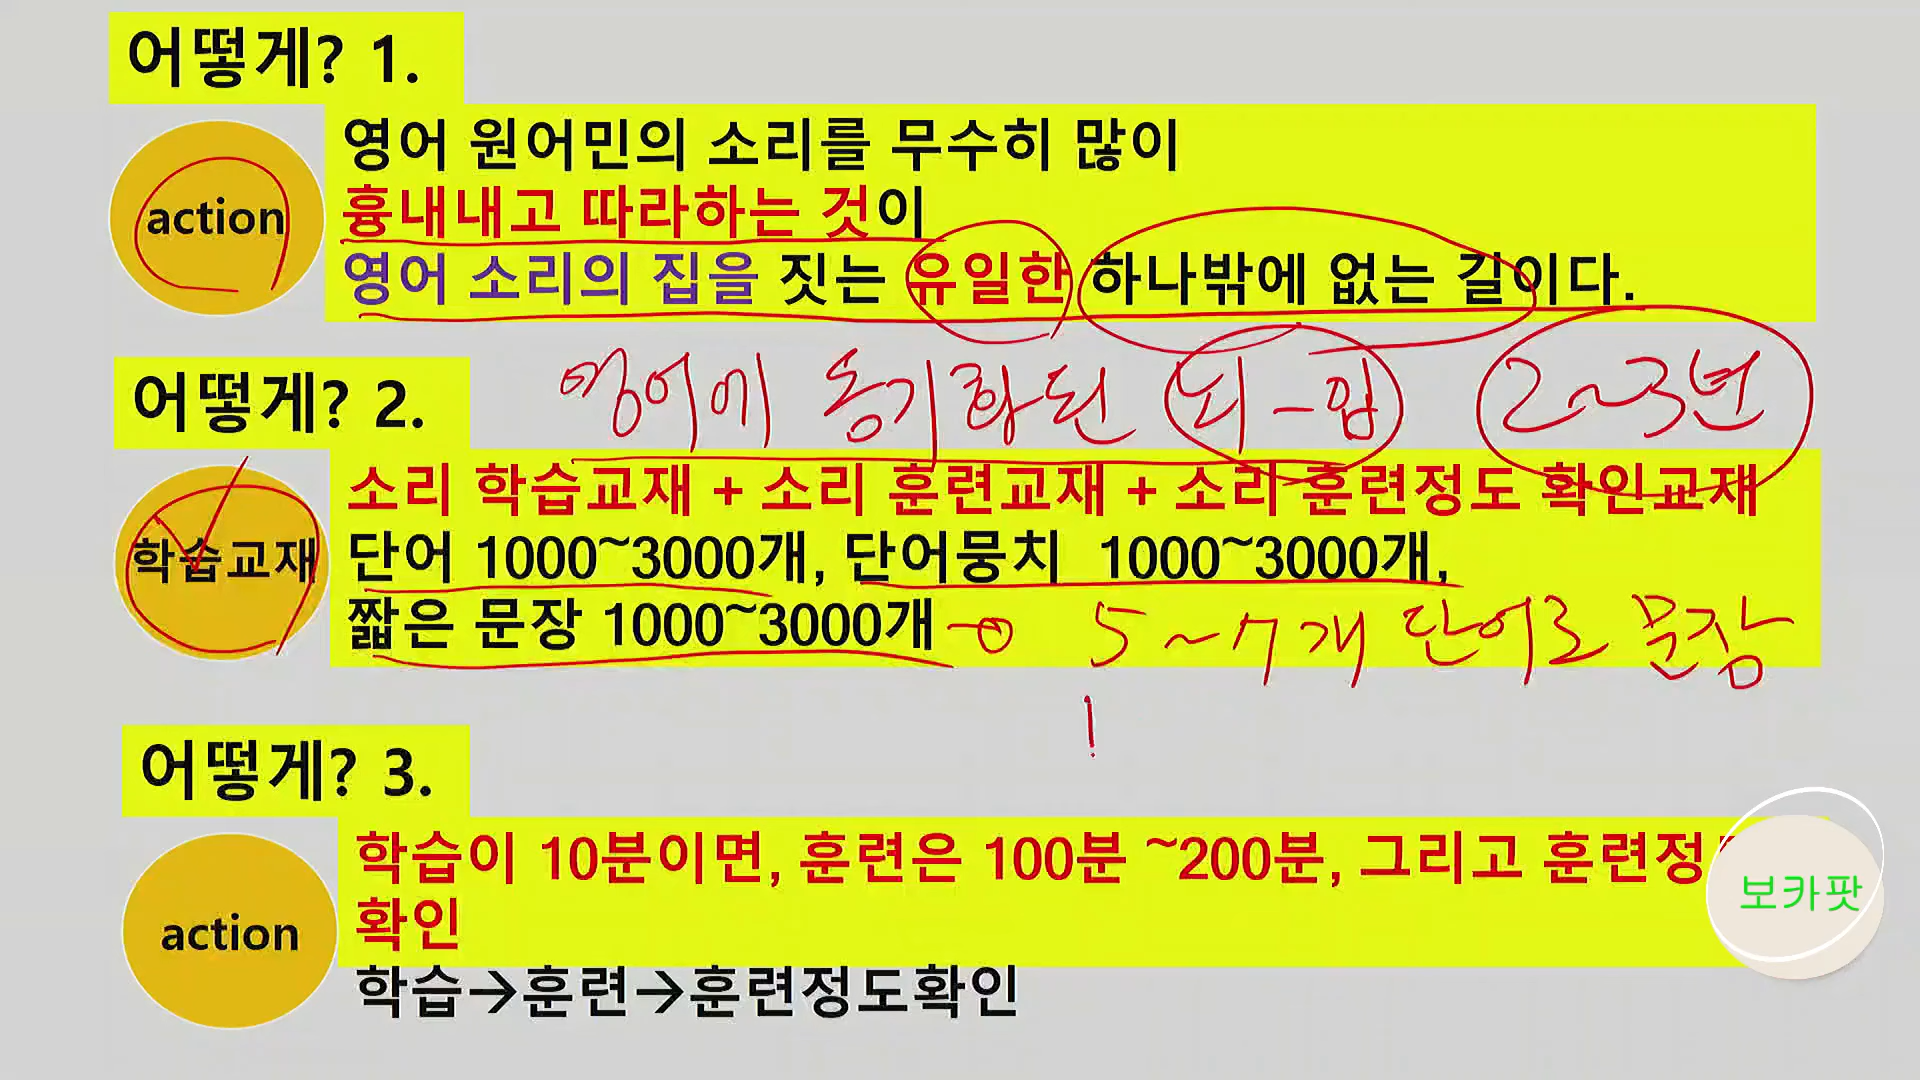 어떻게? 1.
action
영어 원어민의 소리를 무수히 많이
흉내내고 따라하는 것이
영어 소리의 집을 짓는 유일한 하나밖에 없는 길이다.
영어에 동기화된 뇌-입 2~3년
어떻게? 2.
학습교재
소리 학습교재 + 소리 훈련교재 + 소리 훈련정도 확인교재
단어 1000~3000개, 단어뭉치 1000~3000개,
짧은 문장 1000~3000개 → 5~7개 단어로 문장
어떻게? 3.
action
학습이 10분이면, 훈련은 100분 ~200분, 그리고 훈련정
확인
학습→훈련→훈련정도확인
보카팟